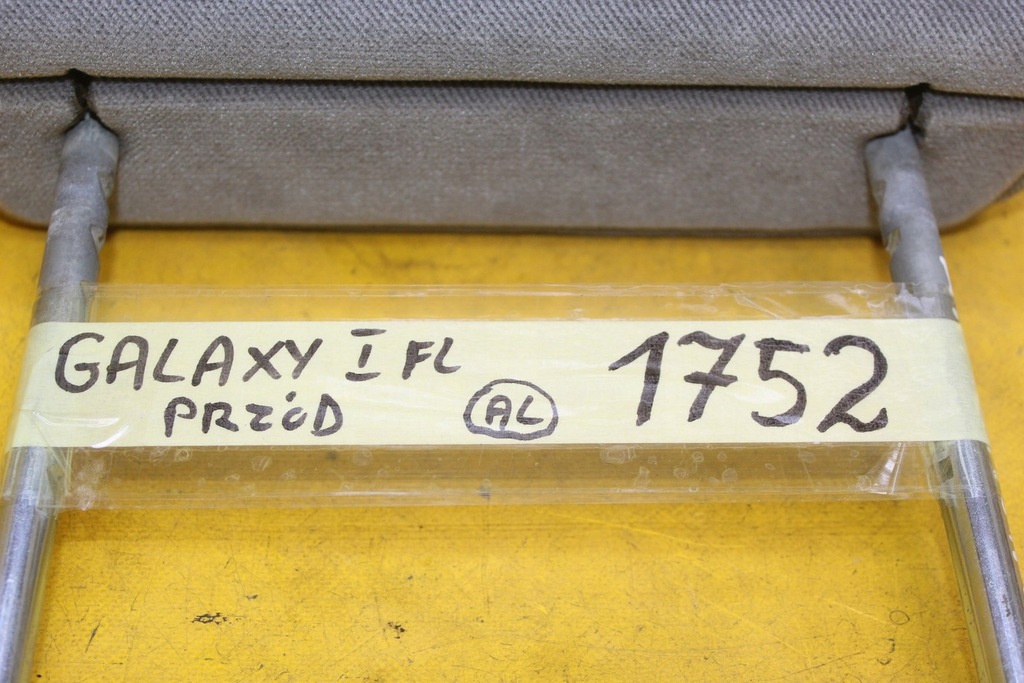 GALAXY I FL
PRZÓD
AL
1752